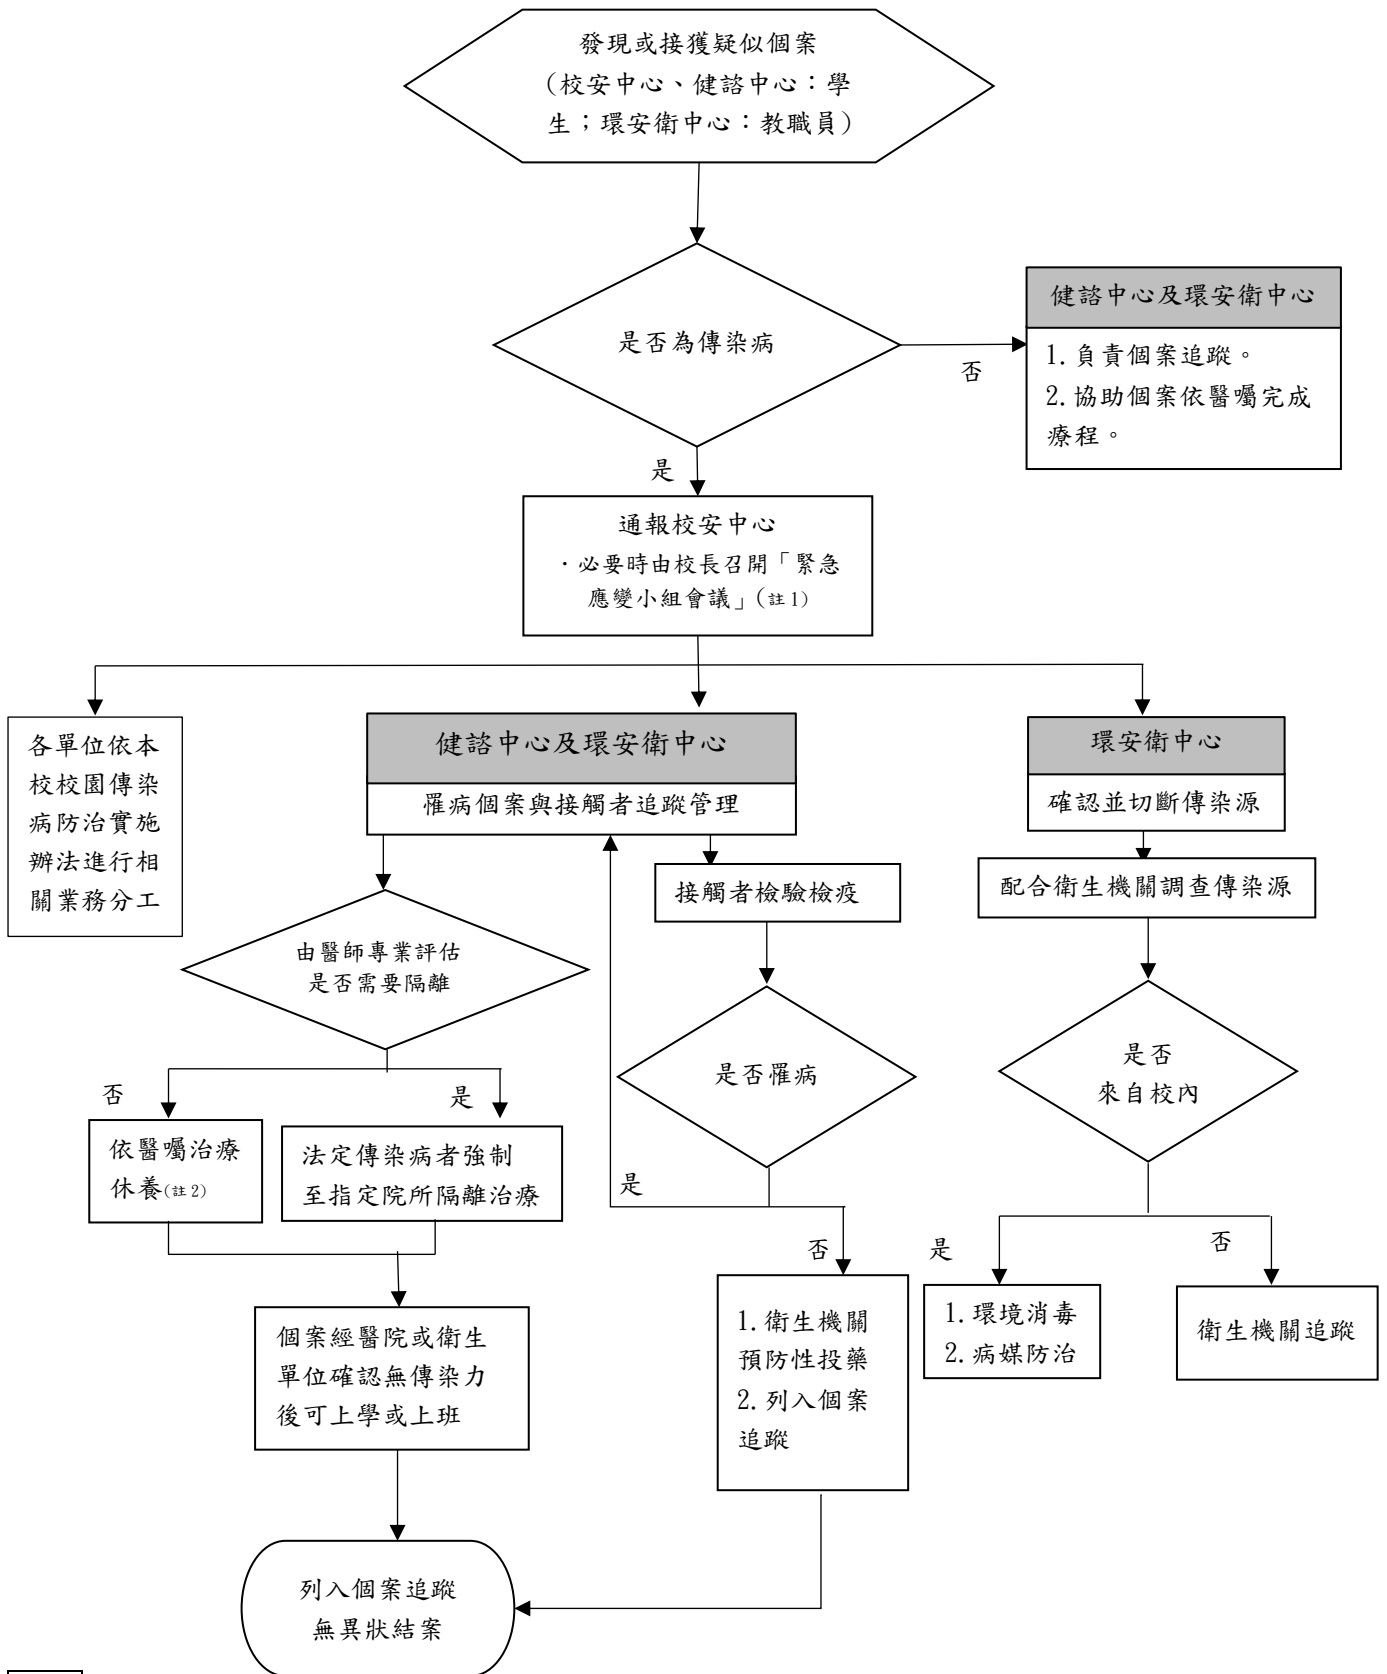 發現或接獲疑似個案
(校安中心、健諮中心：學
生；環安衛中心：教職員)
是否為傳染病
否
健諮中心及環安衛中心
1.負責個案追蹤。
2.協助個案依醫囑完成
療程。
是
通報校安中心
．必要時由校長召開「緊急
應變小組會議」(註1)
各單位依本
校校園傳染
病防治實施
辦法進行相
關業務分工
健諮中心及環安衛中心
罹病個案與接觸者追蹤管理
環安衛中心
確認並切斷傳染源
接觸者檢驗檢疫
配合衛生機關調查傳染源
由醫師專業評估
是否需要隔離
是否罹病
是否
來自校內
否
是
依醫囑治療
休養(註2)
法定傳染病者強制
至指定院所隔離治療
是
否
是
否
個案經醫院或衛生
單位確認無傳染力
後可上學或上班
1.衛生機關
預防性投藥
2.列入個案
追蹤
1.環境消毒
2.病媒防治
衛生機關追蹤
列入個案追蹤
無異狀結案